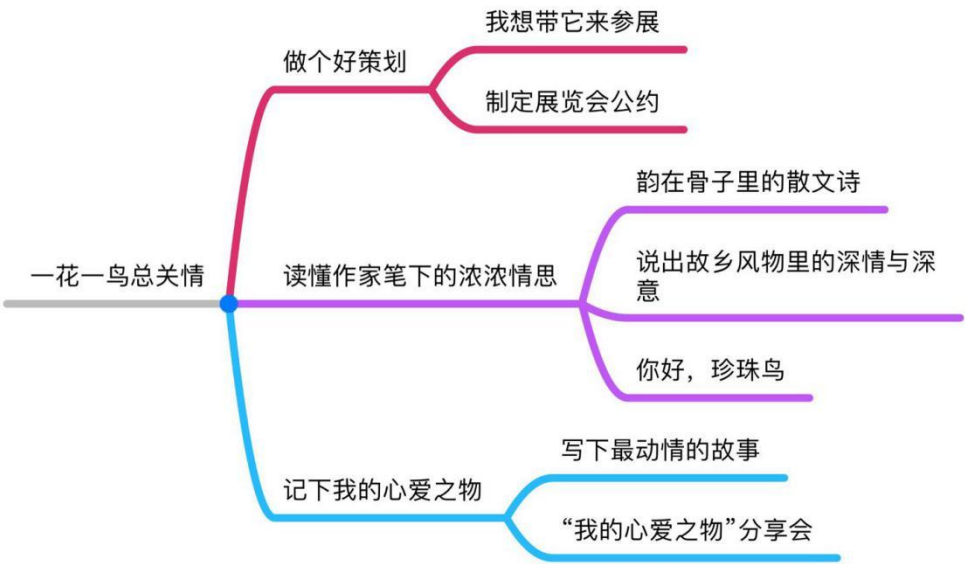 一花一鸟总关情
做个好策划
我想带它来参展
制定展览会公约
读懂作家笔下的浓浓情思
韵在骨子里的散文诗
说出故乡风物里的深情与深
意
你好，珍珠鸟
记下我的心爱之物
写下最动情的故事
“我的心爱之物”分享会